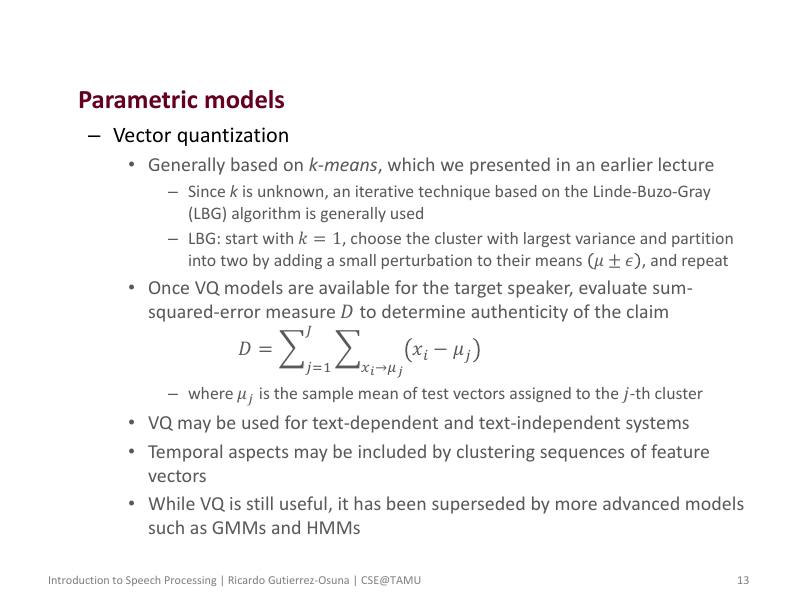 Parametric models
– Vector quantization
• Generally based on k-means, which we presented in an earlier lecture
– Since k is unknown, an iterative technique based on the Linde-Buzo-Gray
(LBG) algorithm is generally used
– LBG: start with k = 1, choose the cluster with largest variance and partition
into two by adding a small perturbation to their means (μ ± ϵ), and repeat
• Once VQ models are available for the target speaker, evaluate sum-
squared-error measure D to determine authenticity of the claim
D = ∑_{j=1}^{J} ∑_{x_i→μ_j} (x_i − μ_j)
– where μ_j is the sample mean of test vectors assigned to the j-th cluster
• VQ may be used for text-dependent and text-independent systems
• Temporal aspects may be included by clustering sequences of feature
vectors
• While VQ is still useful, it has been superseded by more advanced models
such as GMMs and HMMs
Introduction to Speech Processing | Ricardo Gutierrez-Osuna | CSE@TAMU 13